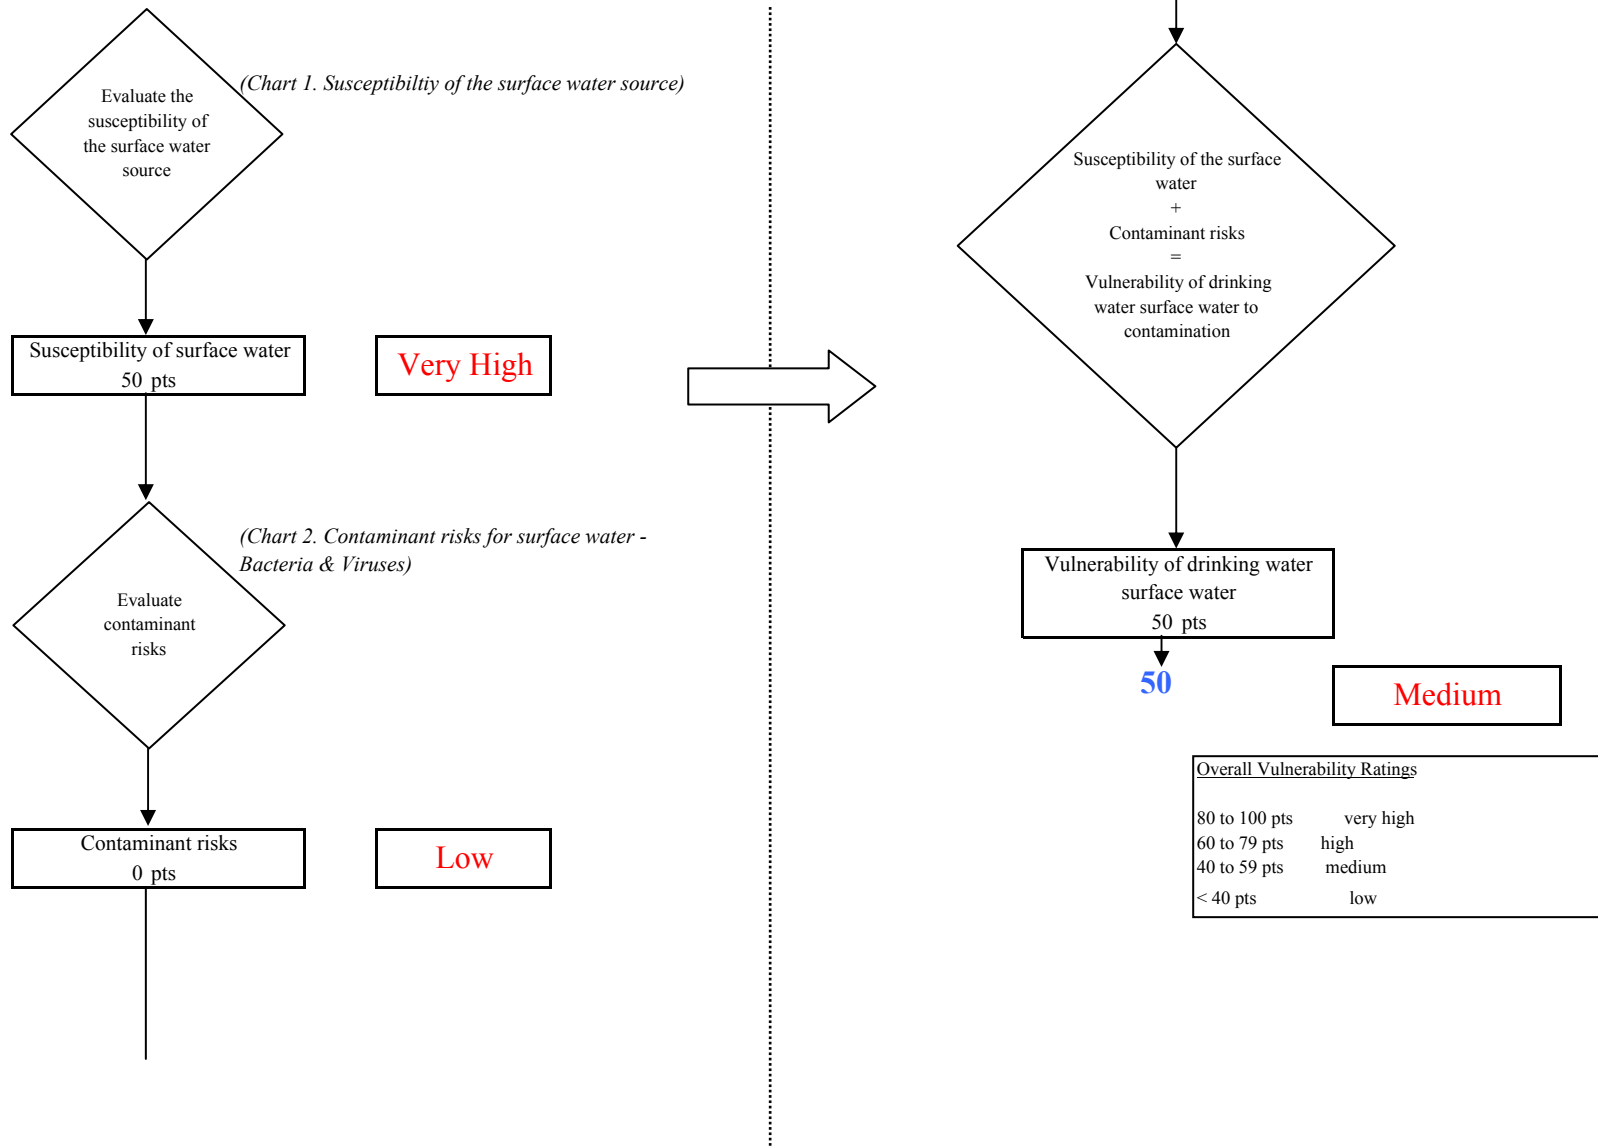 Evaluate the
susceptibility of
the surface water
source
(Chart 1. Susceptibiltiy of the surface water source)
Susceptibility of surface water
50 pts
Very High
(Chart 2. Contaminant risks for surface water -
Bacteria & Viruses)
Evaluate
contaminant
risks
Contaminant risks
0 pts
Low
Susceptibility of the surface
water
+
Contaminant risks
=
Vulnerability of drinking
water surface water to
contamination
Vulnerability of drinking water
surface water
50 pts
50
Medium
Overall Vulnerability Ratings
80 to 100 pts very high
60 to 79 pts high
40 to 59 pts medium
< 40 pts low